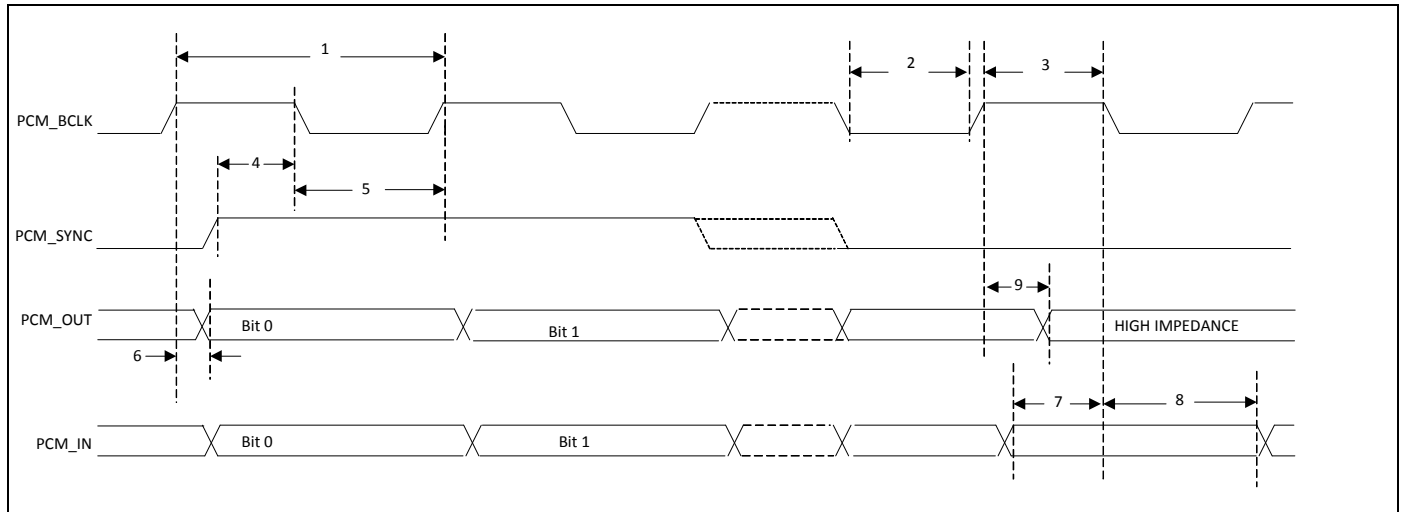 1
2
3
PCM_BCLK
4
5
PCM_SYNC
9
PCM_OUT
Bit 0
Bit 1
HIGH IMPEDANCE
6
7
8
PCM_IN
Bit 0
Bit 1